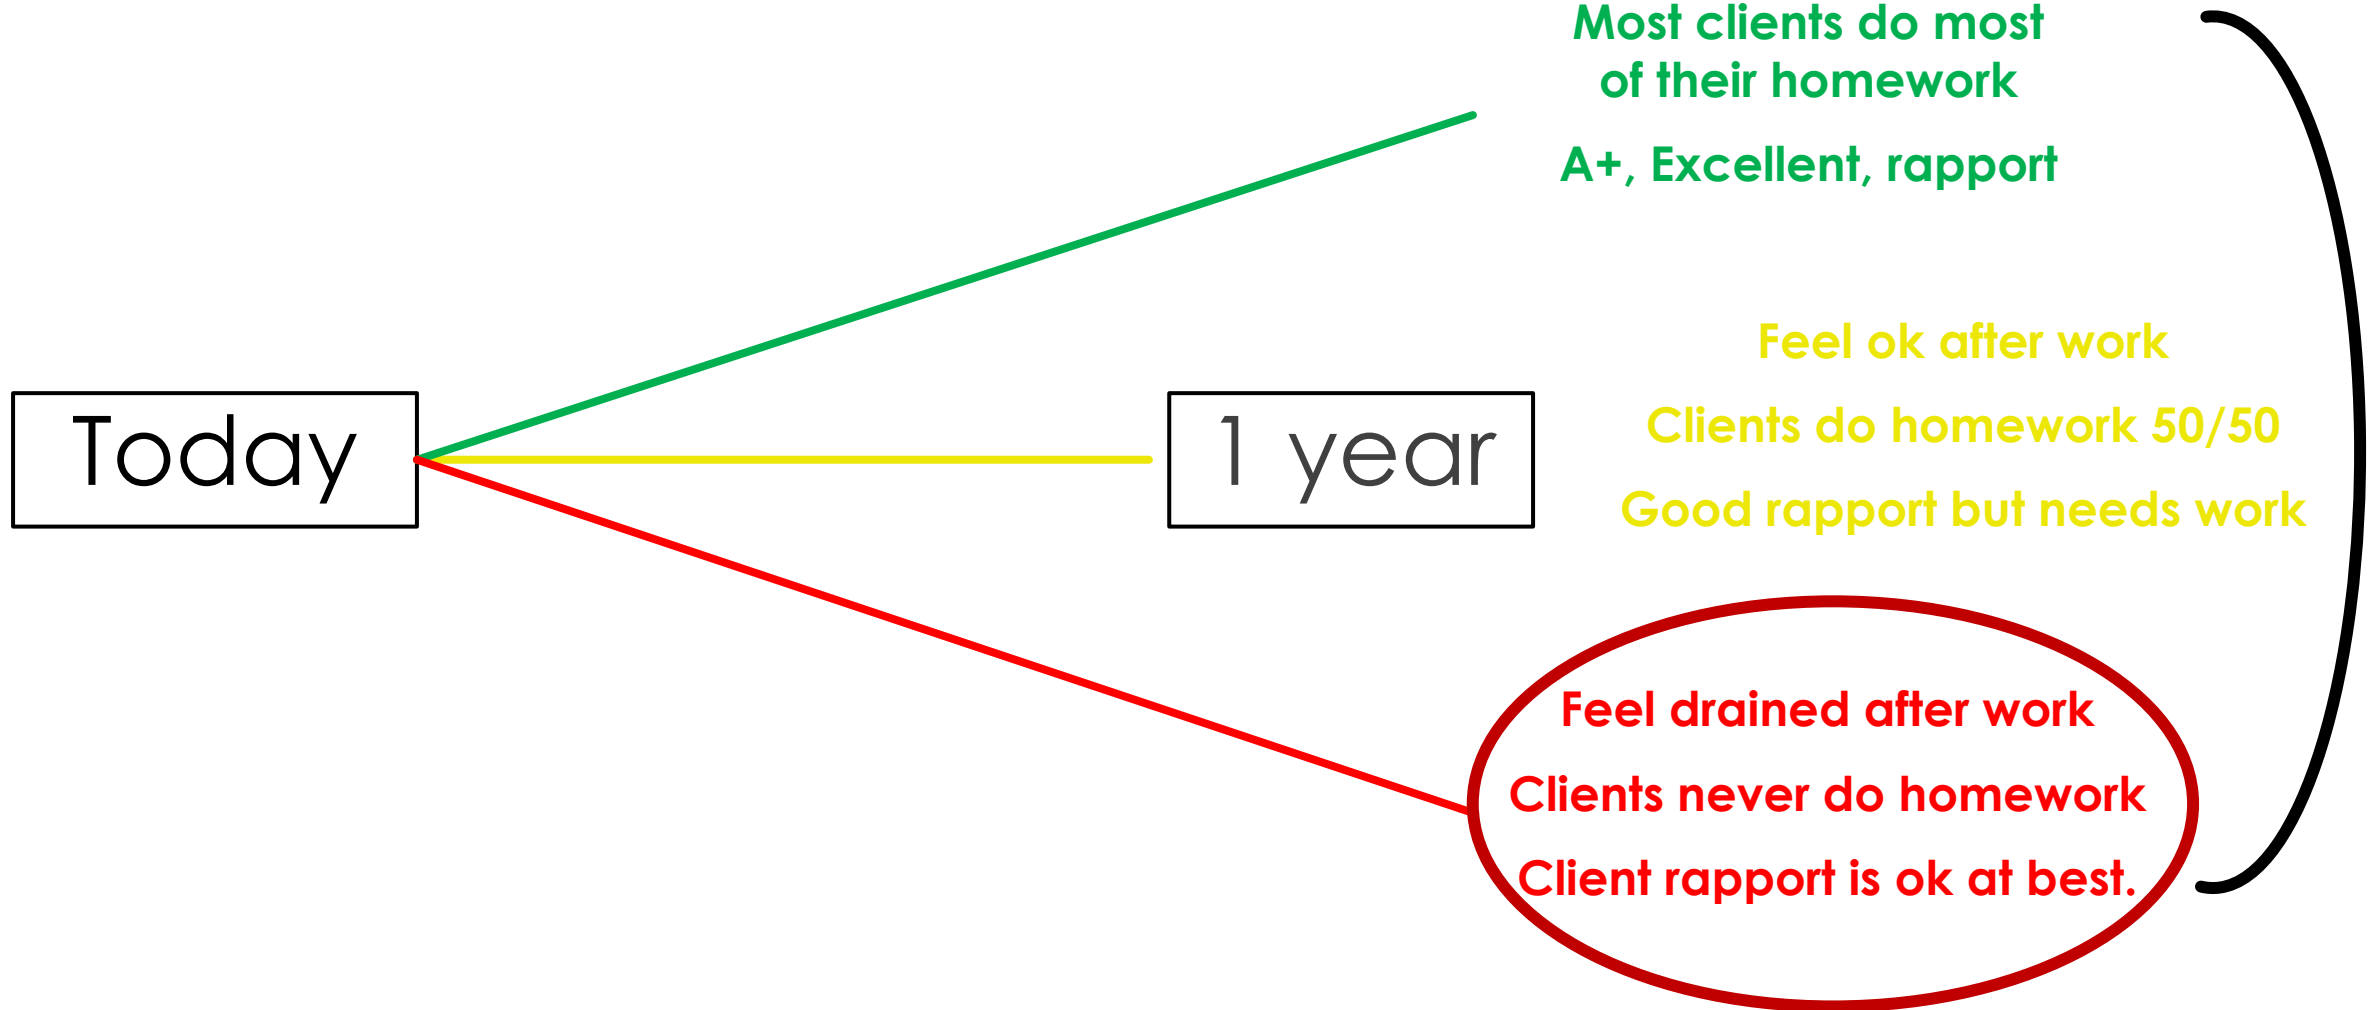 Most clients do most
of their homework
A+, Excellent, rapport
Feel ok after work
Today
1 year
Clients do homework 50/50
Good rapport but needs work
Feel drained after work
Clients never do homework
Client rapport is ok at best.